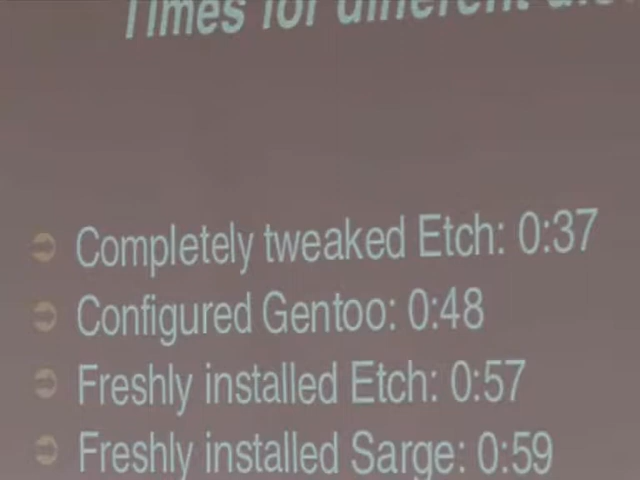 Times for different
Completely tweaked Etch: 0:37
Configured Gentoo: 0:48
Freshly installed Etch: 0:57
Freshly installed Sarge: 0:59